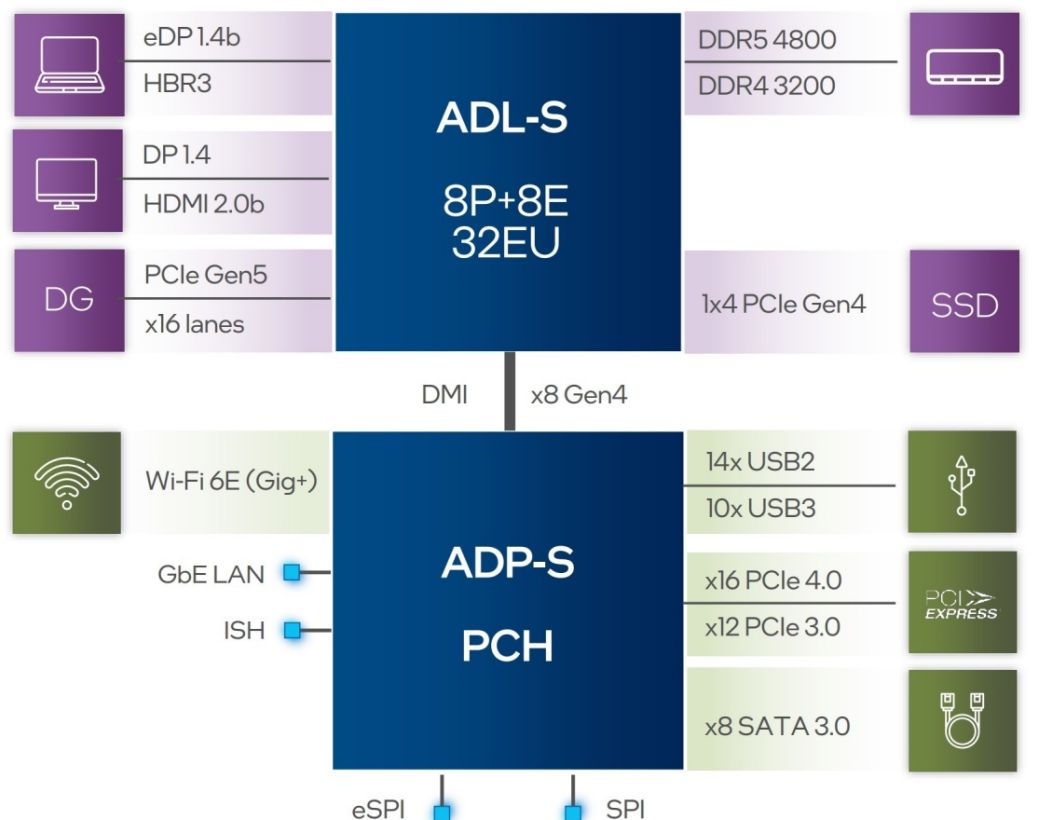 eDP 1.4b
HBR3
DP 1.4
HDMI 2.0b
DG
PCIe Gen5
x16 lanes
ADL-S
8P+8E
32EU
DDR5 4800
DDR4 3200
1x4 PCIe Gen4
SSD
DMI
x8 Gen4
Wi-Fi 6E (Gig+)
GbE LAN
ISH
ADP-S
PCH
14x USB2
10x USB3
x16 PCIe 4.0
x12 PCIe 3.0
PCI
EXPRESS
x8 SATA 3.0
eSPI
SPI